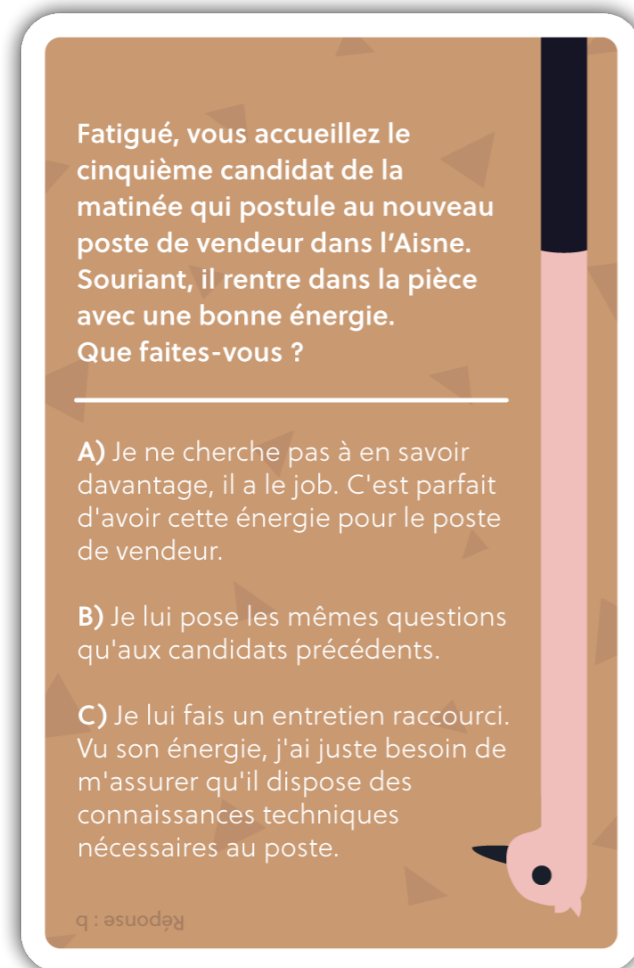 Fatigué, vous accueillez le
cinquième candidat de la
matinée qui postule au nouveau
poste de vendeur dans l'Aisne.
Souriant, il rentre dans la pièce
avec une bonne énergie.
Que faites-vous ?
A) Je ne cherche pas à en savoir
davantage, il a le job. C'est parfait
d'avoir cette énergie pour le poste
de vendeur.
B) Je lui pose les mêmes questions
qu'aux candidats précédents.
C) Je lui fais un entretien raccourci.
Vu son énergie, j'ai juste besoin de
m'assurer qu'il dispose des
connaissances techniques
nécessaires au poste.
Réponse : b